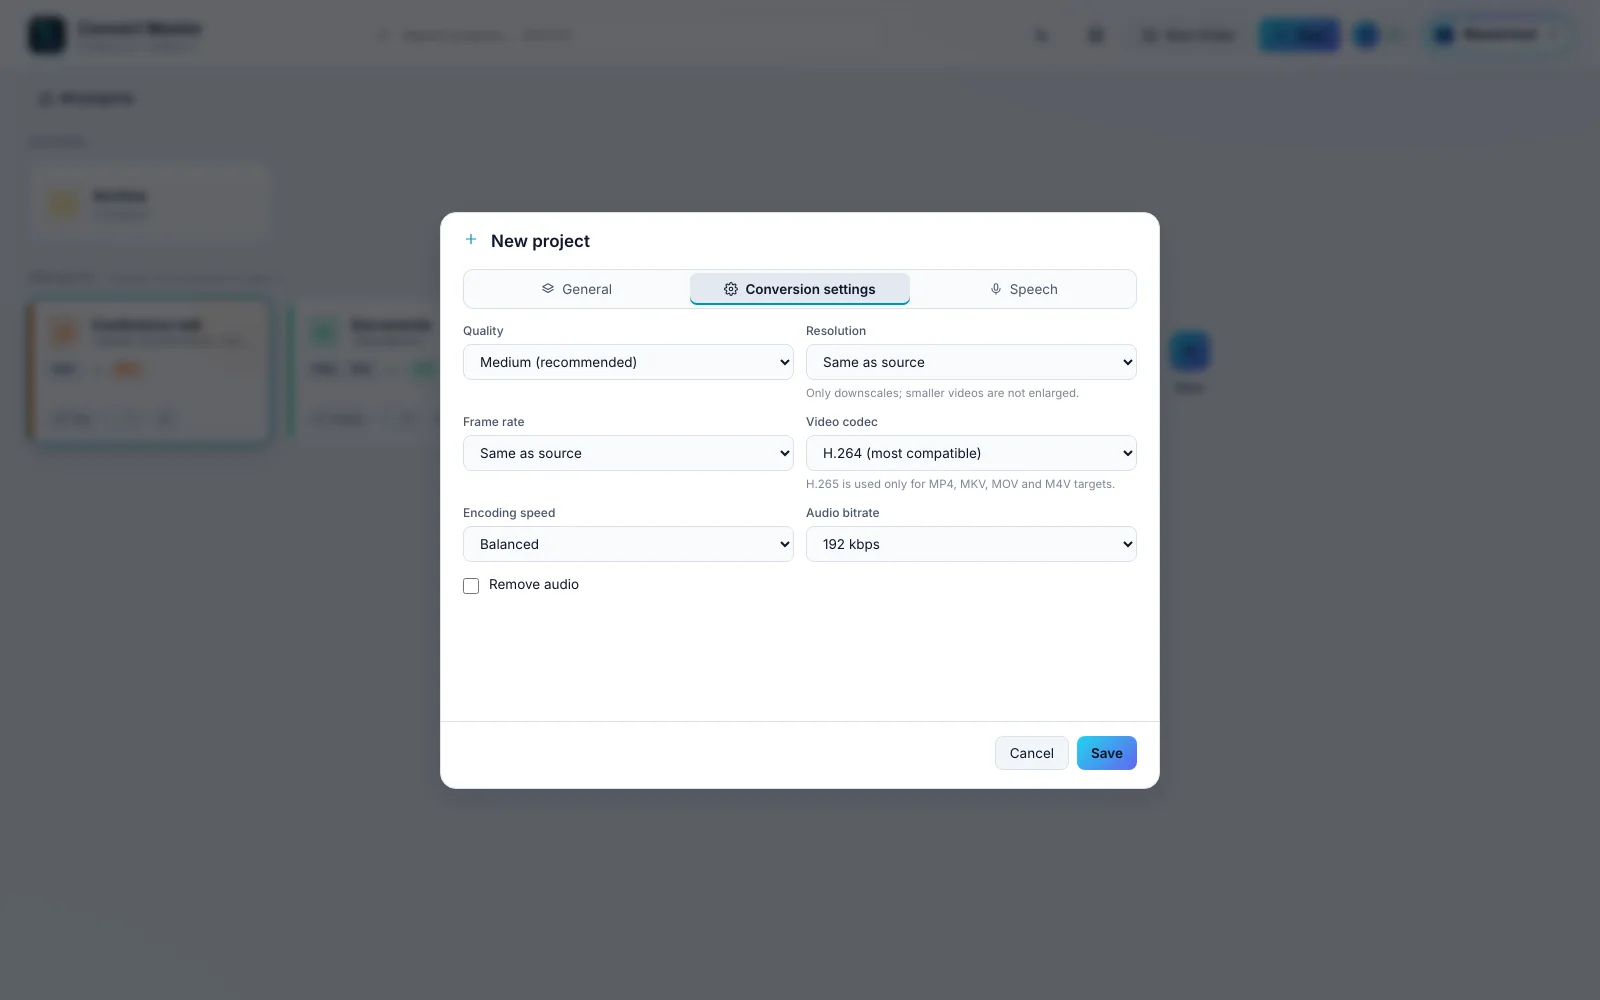 New project
General
Conversion settings
Speech
Quality
Resolution
Medium (recommended)
Same as source
Only downscales; smaller videos are not enlarged.
Frame rate
Video codec
Same as source
H.264 (most compatible)
H.265 is used only for MP4, MKV, MOV and M4V targets.
Encoding speed
Audio bitrate
Balanced
192 kbps
Remove audio
Cancel
Save